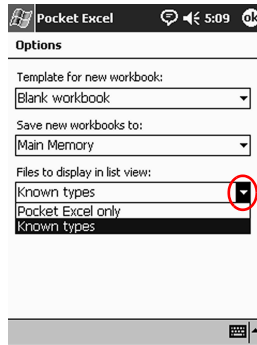 Pocket Excel 5:09 ok
Options
Template for new workbook:
Blank workbook
Save new workbooks to:
Main Memory
Files to display in list view:
Known types
Pocket Excel only
Known types